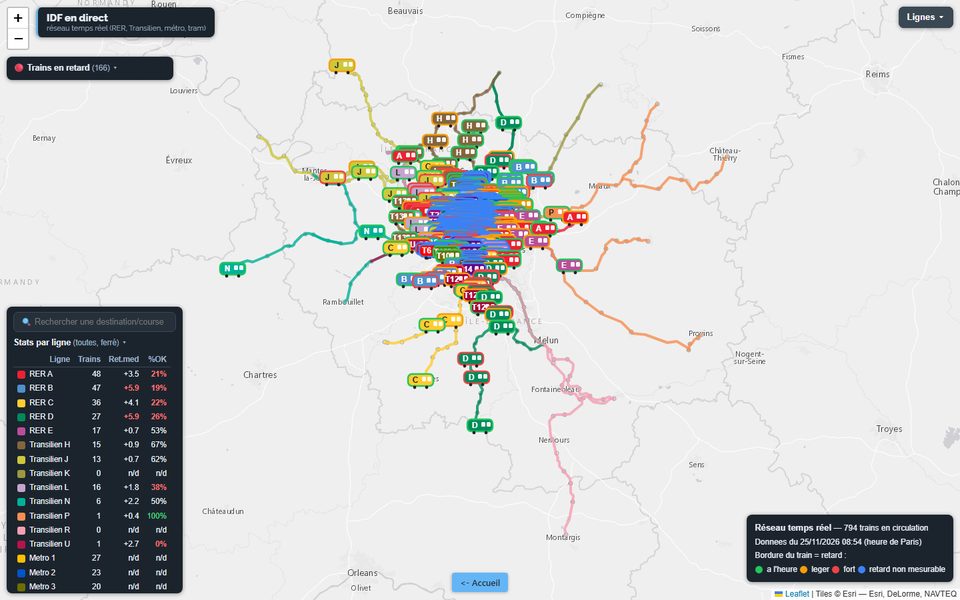 +
−
IDF en direct
réseau temps réel (RER, Transilien, métro, tram)
Lignes
Trains en retard (166)
NORMANDY
Rouen
Beauvais
Compiègne
Soissons
Fismes
Reims
Louviers
Bernay
Évreux
Château-
Thierry
Meaux
Chalon
Champ
Rambouillet
ÎLE-DE-FRANCE
Melun
Provins
Nogent-
sur-Seine
Chartres
Fontainebleau
Nemours
Troyes
Sens
Châteaudun
Montargis
Orléans
Olivet
J
H
H
H
H
D
A
C
L
J
J
D
B
B
E
P
A
A
E
E
N
N
C
T6
B
B
T12
D
C
C
C
D
D
D
D
D
Rechercher une destination/course
Stats par ligne (toutes, ferré)
Ligne Trains Ret.med %OK
RER A 48 +3.5 21%
RER B 47 +5.9 19%
RER C 36 +4.1 22%
RER D 27 +5.9 26%
RER E 17 +0.7 53%
Transilien H 15 +0.9 67%
Transilien J 13 +0.7 62%
Transilien K 0 n/d n/d
Transilien L 16 +1.8 38%
Transilien N 6 +2.2 50%
Transilien P 1 +0.4 100%
Transilien R 0 n/d n/d
Transilien U 1 +2.7 0%
Metro 1 27 n/d n/d
Metro 2 23 n/d n/d
Metro 3 20 n/d n/d
<- Accueil
Réseau temps réel — 794 trains en circulation
Donnees du 25/11/2026 08:54 (heure de Paris)
Bordure du train = retard :
a l'heure leger fort retard non mesurable
Leaflet | Tiles © Esri — Esri, DeLorme, NAVTEQ